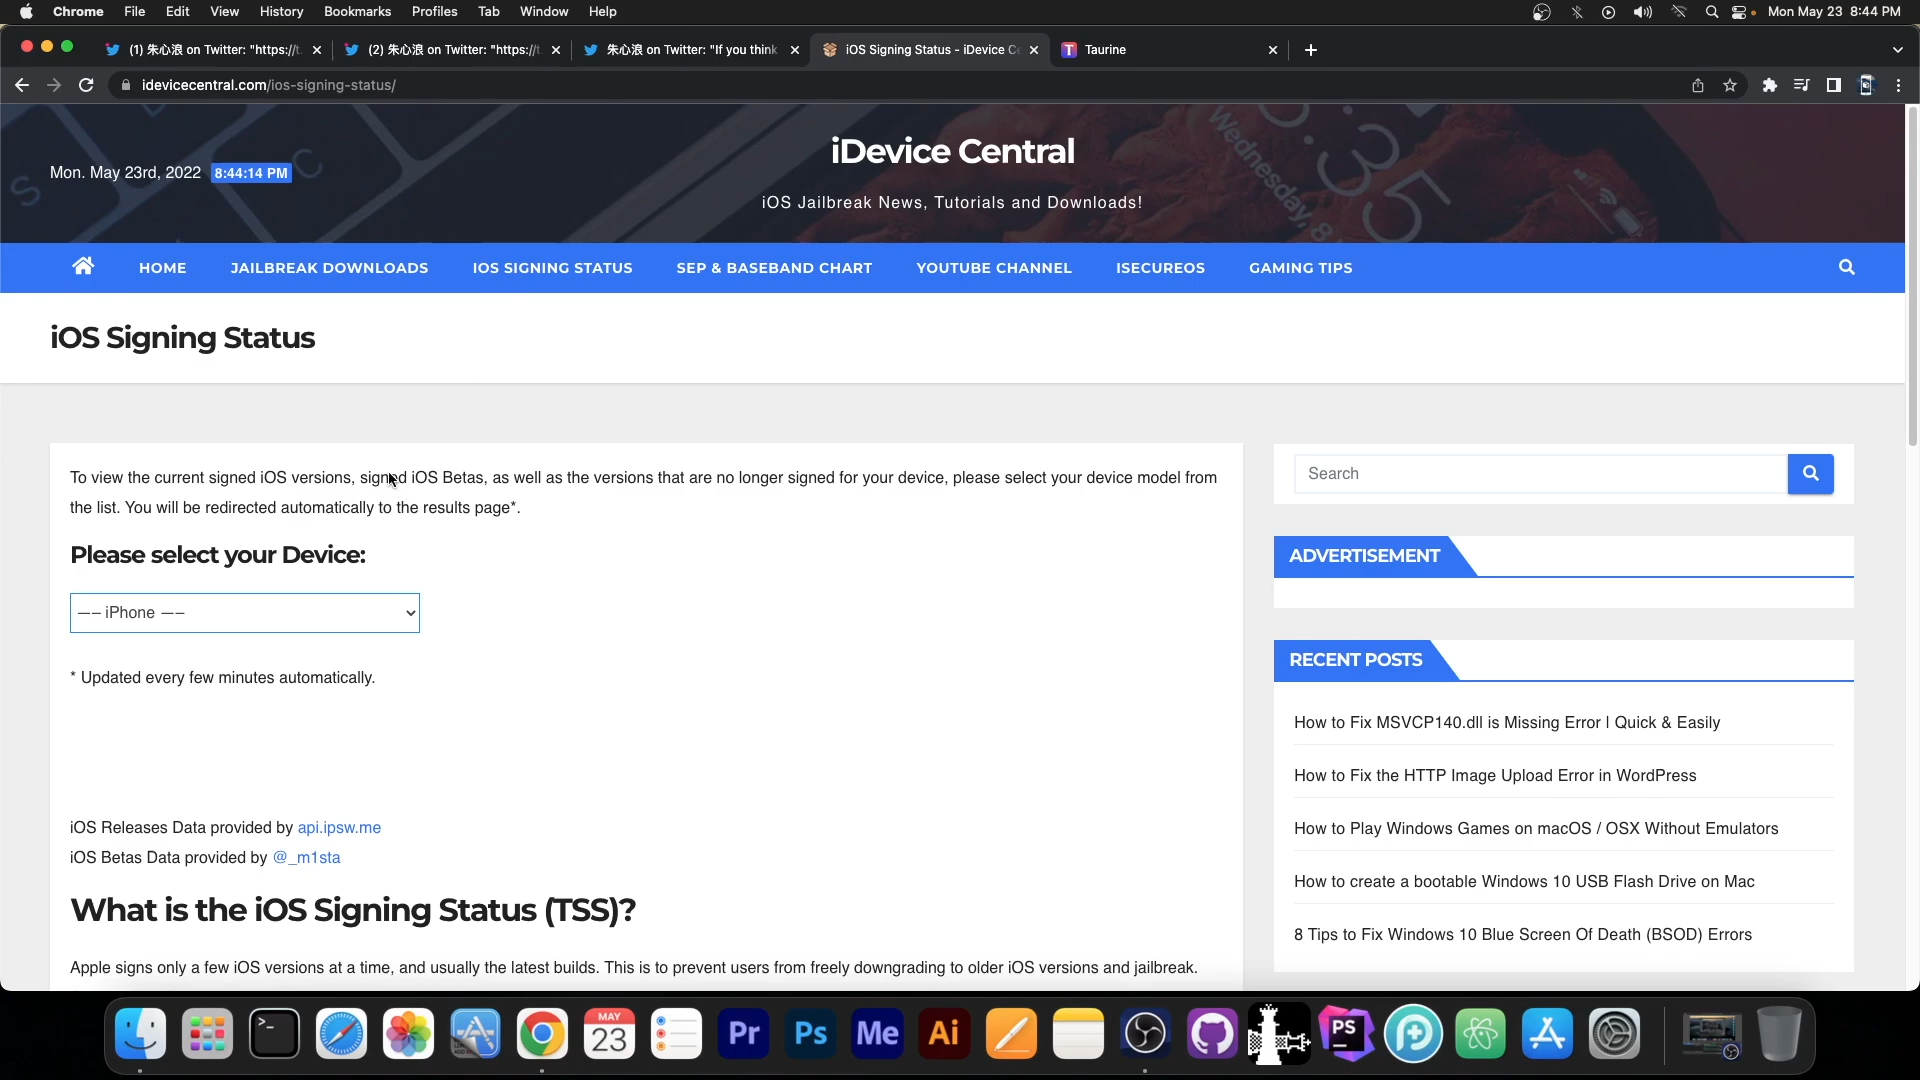 Chrome File Edit View History Bookmarks Profiles Tab Window Help Mon May 23 8:44 PM
(1) 朱心浪 on Twitter: "https://t. (2) 朱心浪 on Twitter: "https://t. 朱心浪 on Twitter: "If you think iOS Signing Status - iDevice C Taurine
idevicecentral.com/ios-signing-status/
iDevice Central
Mon. May 23rd, 2022 8:44:14 PM
iOS Jailbreak News, Tutorials and Downloads!
HOME JAILBREAK DOWNLOADS IOS SIGNING STATUS SEP & BASEBAND CHART YOUTUBE CHANNEL ISECUREOS GAMING TIPS
iOS Signing Status
To view the current signed iOS versions, signed iOS Betas, as well as the versions that are no longer signed for your device, please select your device model from
the list. You will be redirected automatically to the results page*.
Please select your Device:
—– iPhone —–
* Updated every few minutes automatically.
iOS Releases Data provided by api.ipsw.me
iOS Betas Data provided by @_m1sta
What is the iOS Signing Status (TSS)?
Apple signs only a few iOS versions at a time, and usually the latest builds. This is to prevent users from freely downgrading to older iOS versions and jailbreak.
Search
ADVERTISEMENT
RECENT POSTS
How to Fix MSVCP140.dll is Missing Error | Quick & Easily
How to Fix the HTTP Image Upload Error in WordPress
How to Play Windows Games on macOS / OSX Without Emulators
How to create a bootable Windows 10 USB Flash Drive on Mac
8 Tips to Fix Windows 10 Blue Screen Of Death (BSOD) Errors
MAY
23
Pr Ps Me Ai PS